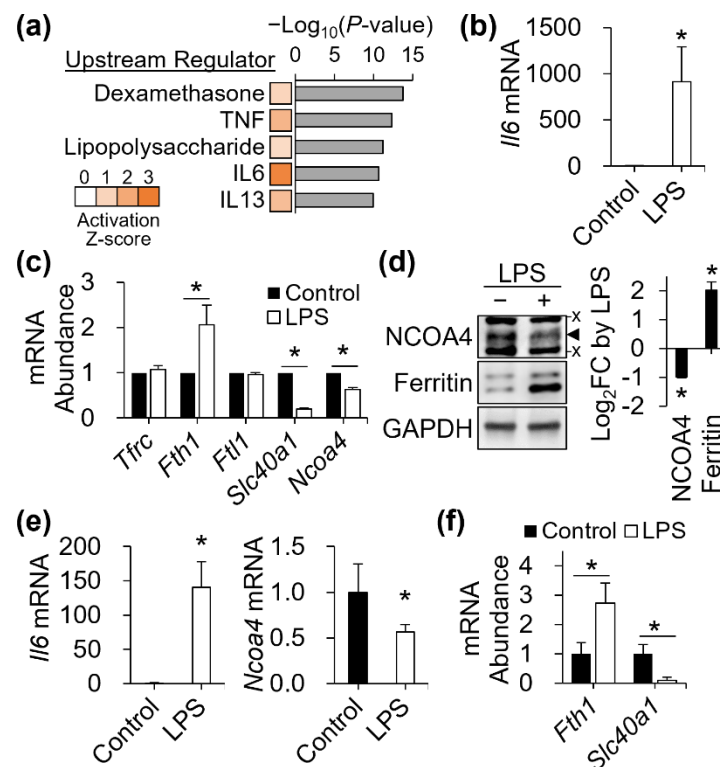 (a)
−Log10(P-value)
Upstream Regulator
0 5 10 15
Dexamethasone
TNF
Lipopolysaccharide
IL6
IL13
0 1 2 3
Activation
Z-score
(b)
Il6 mRNA
1500
1000
500
0
*
Control
LPS
(c)
mRNA
Abundance
3
2
1
0
Control
LPS
* * *
Tfrc
Fth1
Ftl1
Slc40a1
Ncoa4
(d)
LPS
− +
NCOA4
x
x
Ferritin
GAPDH
Log2FC by LPS
2
1
0
-1
-2
*
*
NCOA4
Ferritin
(e)
Il6 mRNA
200
150
100
50
0
*
Control
LPS
Ncoa4 mRNA
1.5
1.0
0.5
0.0
*
Control
LPS
(f)
Control
LPS
mRNA
Abundance
5
4
3
2
1
0
*
*
Fth1
Slc40a1